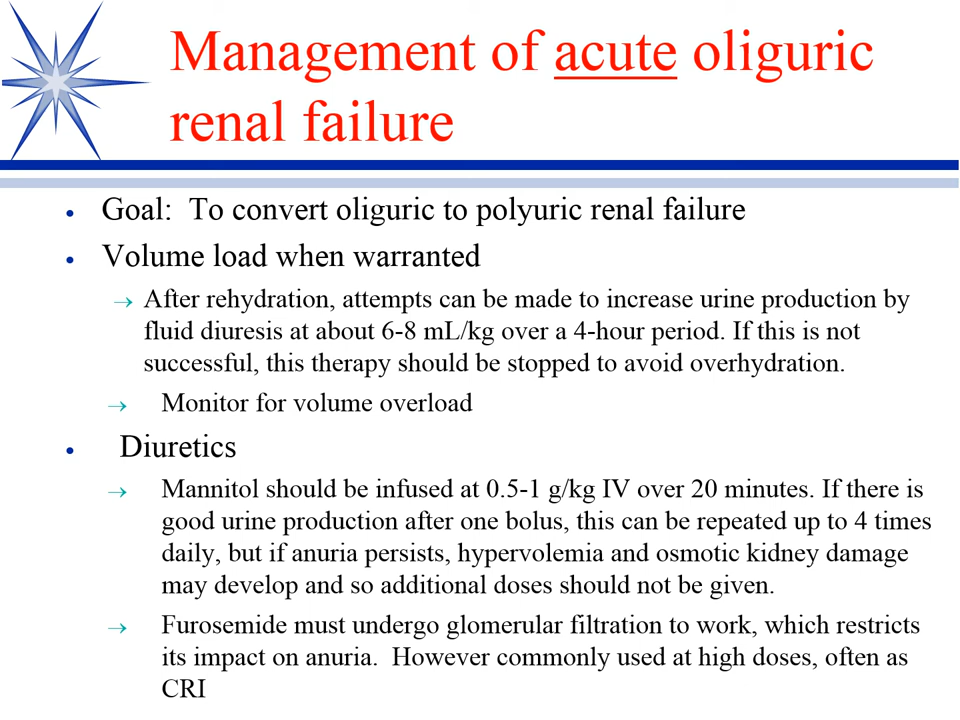 Management of acute oliguric
renal failure
• Goal: To convert oliguric to polyuric renal failure
• Volume load when warranted
→ After rehydration, attempts can be made to increase urine production by
fluid diuresis at about 6-8 mL/kg over a 4-hour period. If this is not
successful, this therapy should be stopped to avoid overhydration.
→ Monitor for volume overload
• Diuretics
→ Mannitol should be infused at 0.5-1 g/kg IV over 20 minutes. If there is
good urine production after one bolus, this can be repeated up to 4 times
daily, but if anuria persists, hypervolemia and osmotic kidney damage
may develop and so additional doses should not be given.
→ Furosemide must undergo glomerular filtration to work, which restricts
its impact on anuria. However commonly used at high doses, often as
CRI